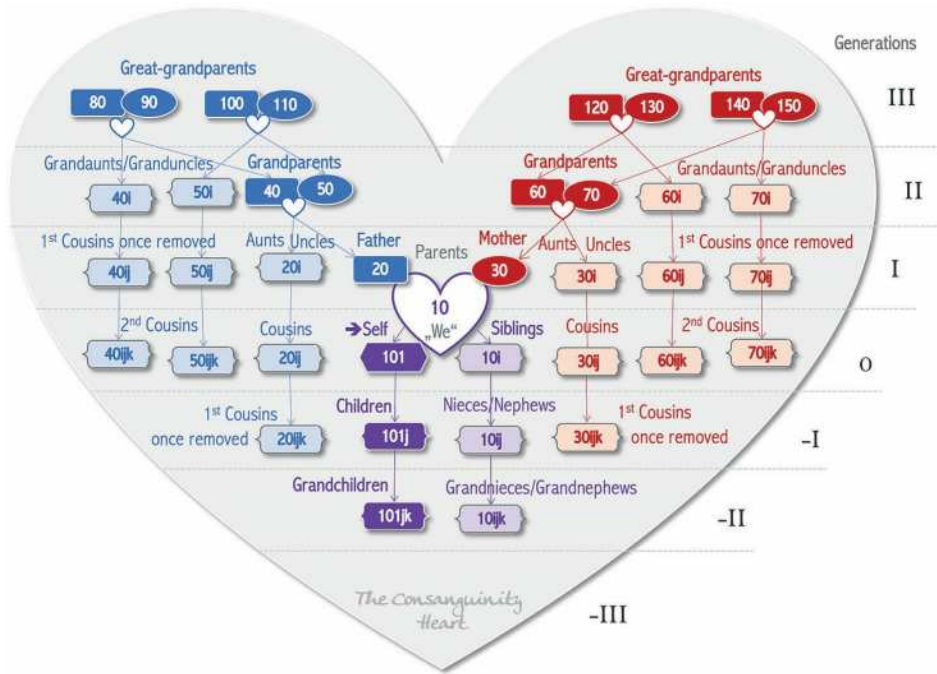 Generations
Great-grandparents
Great-grandparents
80 90 100 110
120 130 140 150
III
Grandaunts/Granduncles
Grandparents
Grandparents
Grandaunts/Granduncles
40i 50i 40 50
60 70 60i 70i
II
1st Cousins once removed
Aunts Uncles
Father
Parents
Mother
Aunts Uncles
1st Cousins once removed
40ij 50ij 20i 20
30 30i 60ij 70ij
I
10
„We“
2nd Cousins
Cousins
➔Self
Siblings
Cousins
2nd Cousins
40ijk 50ijk 20ij 101
10i 30ij 60ijk 70ijk
0
1st Cousins
once removed
20ijk
Children
101j
Nieces/Nephews
10ij
30ijk
1st Cousins
once removed
-I
Grandchildren
101jk
Grandnieces/Grandnephews
10ijk
-II
The Consanguinity
Heart
-III